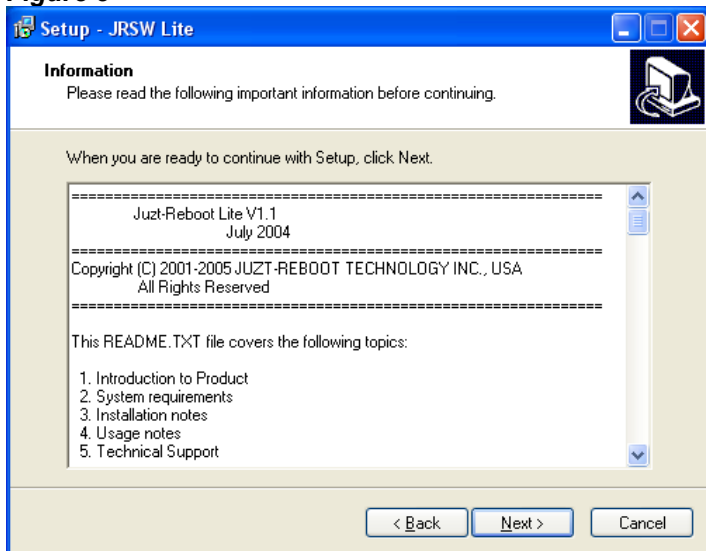 Setup - JRSW Lite
Information
Please read the following important information before continuing.
When you are ready to continue with Setup, click Next.
==============================================================
Juzt-Reboot Lite V1.1
July 2004
==============================================================
Copyright (C) 2001-2005 JUZT-REBOOT TECHNOLOGY INC., USA
All Rights Reserved
==============================================================
This README.TXT file covers the following topics:
1. Introduction to Product
2. System requirements
3. Installation notes
4. Usage notes
5. Technical Support
< Back Next > Cancel